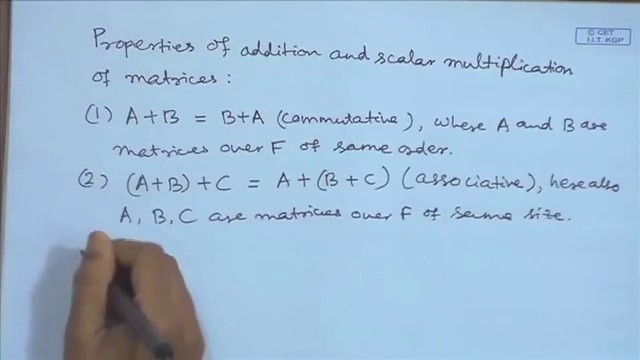 © CET
I.I.T. KGP
Properties of addition and scalar multiplication
of matrices :
(1) A+B = B+A (commutative), where A and B are
matrices over F of same order.
(2) (A+B)+C = A+(B+C) (associative), here also
A, B, C are matrices over F of same size.